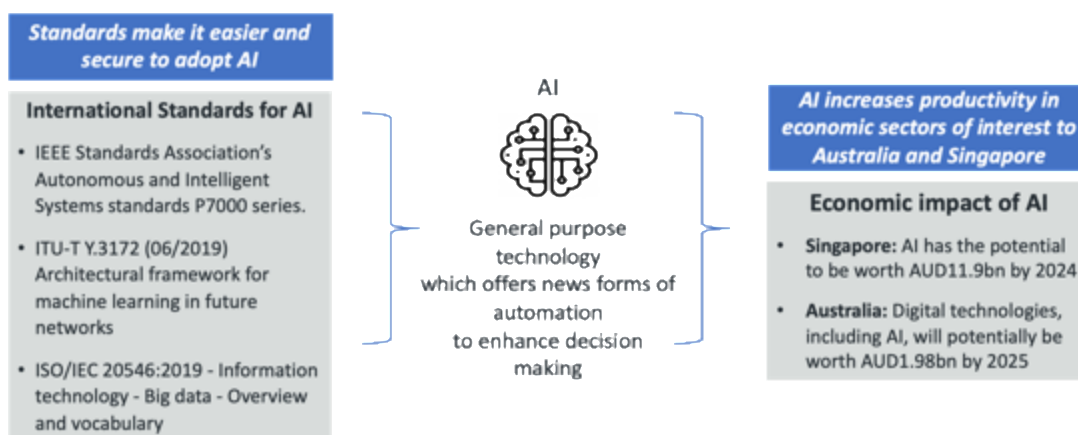 Standards make it easier and
secure to adopt AI
International Standards for AI
• IEEE Standards Association's
Autonomous and Intelligent
Systems standards P7000 series.
• ITU-T Y.3172 (06/2019)
Architectural framework for
machine learning in future
networks
• ISO/IEC 20546:2019 - Information
technology - Big data - Overview
and vocabulary
AI
General purpose
technology
which offers news forms of
automation
to enhance decision
making
AI increases productivity in
economic sectors of interest to
Australia and Singapore
Economic impact of AI
• Singapore: AI has the potential
to be worth AUD11.9bn by 2024
• Australia: Digital technologies,
including AI, will potentially be
worth AUD1.98bn by 2025